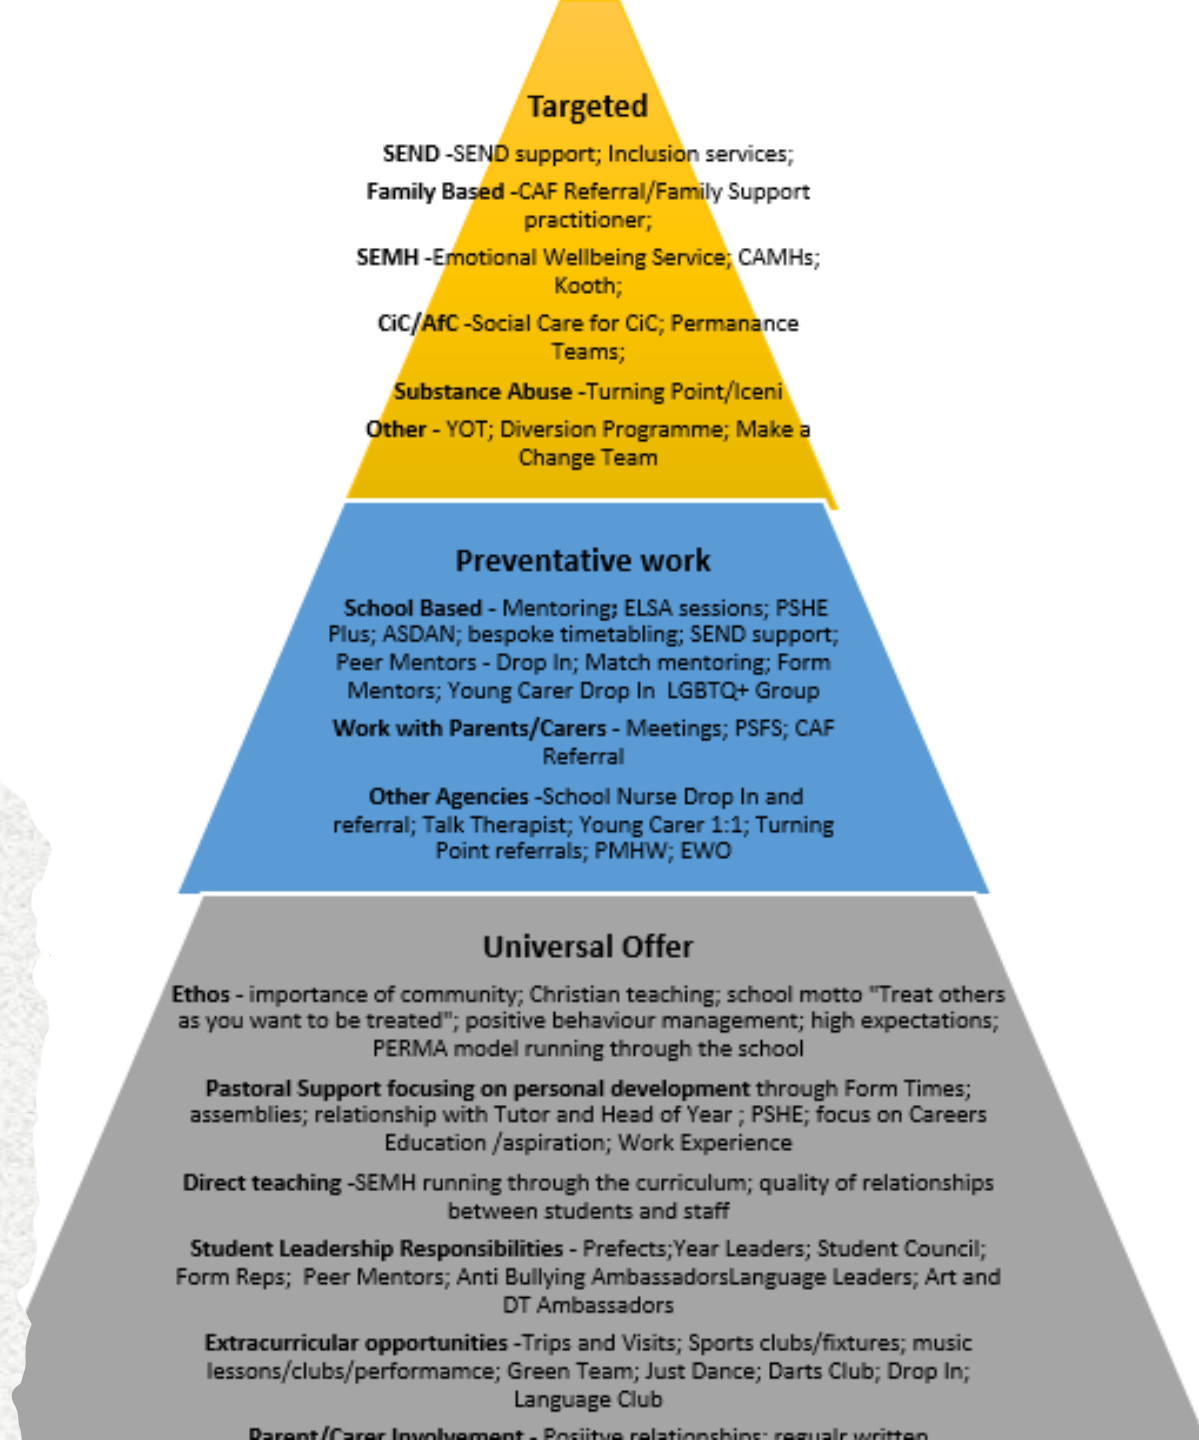 Targeted
SEND -SEND support; Inclusion services;
Family Based -CAF Referral/Family Support
practitioner;
SEMH -Emotional Wellbeing Service; CAMHs;
Kooth;
CiC/AfC -Social Care for CiC; Permanance
Teams;
Substance Abuse -Turning Point/Iceni
Other - YOT; Diversion Programme; Make a
Change Team
Preventative work
School Based - Mentoring; ELSA sessions; PSHE
Plus; ASDAN; bespoke timetabling; SEND support;
Peer Mentors - Drop In; Match mentoring; Form
Mentors; Young Carer Drop In  LGBTQ+ Group
Work with Parents/Carers - Meetings; PSFS; CAF
Referral
Other Agencies -School Nurse Drop In and
referral; Talk Therapist; Young Carer 1:1; Turning
Point referrals; PMHW; EWO
Universal Offer
Ethos - importance of community; Christian teaching; school motto "Treat others
as you want to be treated"; positive behaviour management; high expectations;
PERMA model running through the school
Pastoral Support focusing on personal development through Form Times;
assemblies; relationship with Tutor and Head of Year ; PSHE; focus on Careers
Education /aspiration; Work Experience
Direct teaching -SEMH running through the curriculum; quality of relationships
between students and staff
Student Leadership Responsibilities - Prefects;Year Leaders; Student Council;
Form Reps;  Peer Mentors; Anti Bullying AmbassadorsLanguage Leaders; Art and
DT Ambassadors
Extracurricular opportunities -Trips and Visits; Sports clubs/fixtures; music
lessons/clubs/performamce; Green Team; Just Dance; Darts Club; Drop In;
Language Club
Parent/Carer Involvement - Posiitve relationships; regualr written